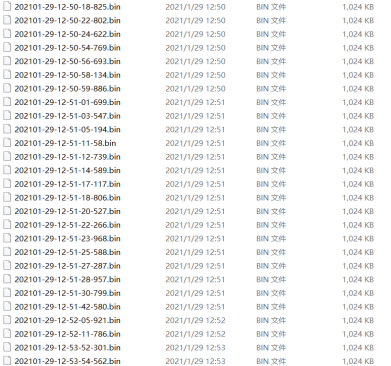 202101-29-12-50-18-825.bin 2021/1/29 12:50 BIN 文件 1,024 KB
202101-29-12-50-22-802.bin 2021/1/29 12:50 BIN 文件 1,024 KB
202101-29-12-50-24-622.bin 2021/1/29 12:50 BIN 文件 1,024 KB
202101-29-12-50-54-769.bin 2021/1/29 12:50 BIN 文件 1,024 KB
202101-29-12-50-56-693.bin 2021/1/29 12:50 BIN 文件 1,024 KB
202101-29-12-50-58-134.bin 2021/1/29 12:50 BIN 文件 1,024 KB
202101-29-12-50-59-886.bin 2021/1/29 12:50 BIN 文件 1,024 KB
202101-29-12-51-01-699.bin 2021/1/29 12:51 BIN 文件 1,024 KB
202101-29-12-51-03-547.bin 2021/1/29 12:51 BIN 文件 1,024 KB
202101-29-12-51-05-194.bin 2021/1/29 12:51 BIN 文件 1,024 KB
202101-29-12-51-11-58.bin 2021/1/29 12:51 BIN 文件 1,024 KB
202101-29-12-51-12-739.bin 2021/1/29 12:51 BIN 文件 1,024 KB
202101-29-12-51-14-589.bin 2021/1/29 12:51 BIN 文件 1,024 KB
202101-29-12-51-17-117.bin 2021/1/29 12:51 BIN 文件 1,024 KB
202101-29-12-51-18-806.bin 2021/1/29 12:51 BIN 文件 1,024 KB
202101-29-12-51-20-527.bin 2021/1/29 12:51 BIN 文件 1,024 KB
202101-29-12-51-22-266.bin 2021/1/29 12:51 BIN 文件 1,024 KB
202101-29-12-51-23-968.bin 2021/1/29 12:51 BIN 文件 1,024 KB
202101-29-12-51-25-588.bin 2021/1/29 12:51 BIN 文件 1,024 KB
202101-29-12-51-27-287.bin 2021/1/29 12:51 BIN 文件 1,024 KB
202101-29-12-51-28-957.bin 2021/1/29 12:51 BIN 文件 1,024 KB
202101-29-12-51-30-799.bin 2021/1/29 12:51 BIN 文件 1,024 KB
202101-29-12-51-42-580.bin 2021/1/29 12:51 BIN 文件 1,024 KB
202101-29-12-52-05-921.bin 2021/1/29 12:52 BIN 文件 1,024 KB
202101-29-12-52-11-786.bin 2021/1/29 12:52 BIN 文件 1,024 KB
202101-29-12-53-52-301.bin 2021/1/29 12:53 BIN 文件 1,024 KB
202101-29-12-53-54-562.bin 2021/1/29 12:53 BIN 文件 1,024 KB